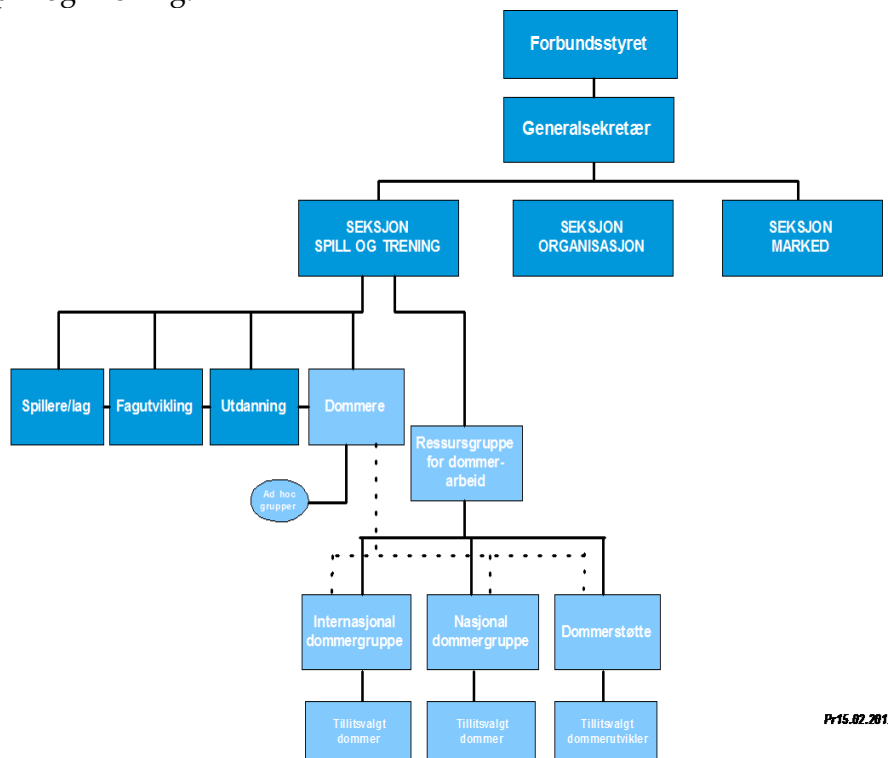 Forbundsstyret
Generalsekretær
SEKSJON
SPILL OG TRENING
SEKSJON
ORGANISASJON
SEKSJON
MARKED
Spillere/lag
Fagutvikling
Utdanning
Dommere
Ressursgruppe
for dommer-
arbeid
Ad hoc
grupper
Internasjonal
dommergruppe
Nasjonal
dommergruppe
Dommerstøtte
Tillitsvalgt
dommer
Tillitsvalgt
dommer
Tillitsvalgt
dommerutvikler